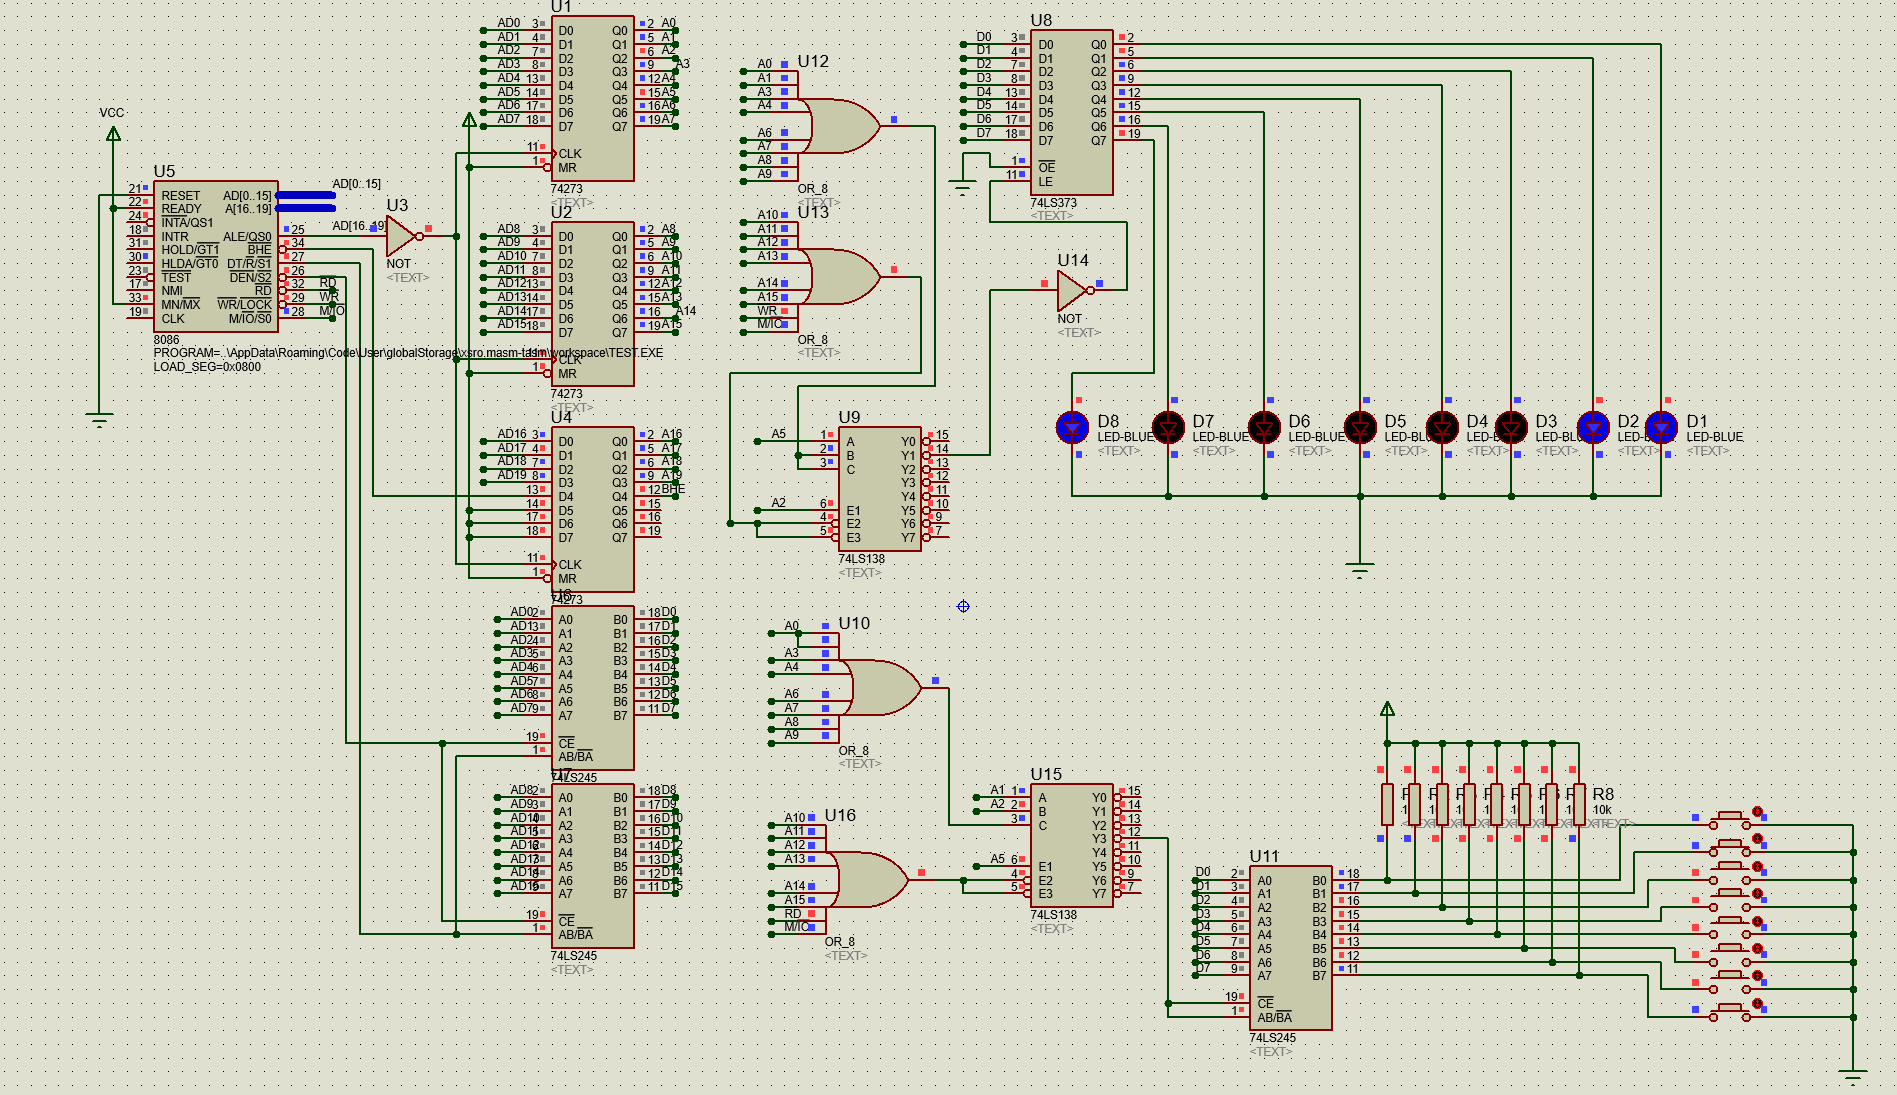 VCC
U5
21 RESET AD[0..15] AD[0..15]
22 READY A[16..19]
24 INTA/QS1 AD[16..19]
18 INTR ALE/QS0 25
31 HOLD/GT1 BHE 34
30 HLDA/GT0 DT/R/S1 27
23 TEST DEN/S2 26
17 NMI RD 32 RD
33 MN/MX WR/LOCK 29 WR
19 CLK M/IO/S0 28 M/IO
8086
PROGRAM=..\AppData\Roaming\Code\User\globalStorage\xsro.masm-tasm\workspace\TEST.EXE
LOAD_SEG=0x0800
U3
NOT
<TEXT>
U1
AD0 3 D0 Q0 2 A0
AD1 4 D1 Q1 5 A1
AD2 7 D2 Q2 6 A2
AD3 8 D3 Q3 9 A3
AD4 13 D4 Q4 12 A4
AD5 14 D5 Q5 15 A5
AD6 17 D6 Q6 16 A6
AD7 18 D7 Q7 19 A7
11 CLK
1 MR
74273
<TEXT>
U2
AD8 3 D0 Q0 2 A8
AD9 4 D1 Q1 5 A9
AD10 7 D2 Q2 6 A10
AD11 8 D3 Q3 9 A11
AD12 13 D4 Q4 12 A12
AD13 14 D5 Q5 15 A13
AD14 17 D6 Q6 16 A14
AD15 18 D7 Q7 19 A15
11 CLK
1 MR
74273
<TEXT>
U4
AD16 3 D0 Q0 2 A16
AD17 4 D1 Q1 5 A17
AD18 7 D2 Q2 6 A18
AD19 8 D3 Q3 9 A19
13 D4 Q4 12 BHE
14 D5 Q5 15
17 D6 Q6 16
18 D7 Q7 19
11 CLK
1 MR
74273
U6
AD0 2 A0 B0 18 D0
AD1 3 A1 B1 17 D1
AD2 4 A2 B2 16 D2
AD3 5 A3 B3 15 D3
AD4 6 A4 B4 14 D4
AD5 7 A5 B5 13 D5
AD6 8 A6 B6 12 D6
AD7 9 A7 B7 11 D7
19 CE
1 AB/BA
74LS245
U7
AD8 2 A0 B0 18 D8
AD9 3 A1 B1 17 D9
AD10 4 A2 B2 16 D10
AD11 5 A3 B3 15 D11
AD12 6 A4 B4 14 D12
AD13 7 A5 B5 13 D13
AD14 8 A6 B6 12 D14
AD15 9 A7 B7 11 D15
19 CE
1 AB/BA
74LS245
<TEXT>
U12
A0
A1
A3
A4
A6
A7
A8
A9
OR_8
<TEXT>
U13
A10
A11
A12
A13
A14
A15
WR
M/IO
OR_8
<TEXT>
U9
A5 1 A Y0 15
2 B Y1 14
3 C Y2 13
Y3 12
Y4 11
A2 6 E1 Y5 10
4 E2 Y6 9
5 E3 Y7 7
74LS138
<TEXT>
U10
A0
A3
A4
A6
A7
A8
A9
OR_8
<TEXT>
U16
A10
A11
A12
A13
A14
A15
RD
M/IO
OR_8
<TEXT>
U8
D0 3 D0 Q0 2
D1 4 D1 Q1 5
D2 7 D2 Q2 6
D3 8 D3 Q3 9
D4 13 D4 Q4 12
D5 14 D5 Q5 15
D6 17 D6 Q6 16
D7 18 D7 Q7 19
1 OE
11 LE
74LS373
<TEXT>
U14
NOT
<TEXT>
D8 D7 D6 D5 D4 D3 D2 D1
LED-BLUE LED-BLUE LED-BLUE LED-BLU LED- LED-BLU LED-B LED-BLUE
<TEXT> <TEXT> <TEXT> <TEXT> <TEXT> <TEXT> <TEXT> <TEXT>
U15
A1 1 A Y0 15
A2 2 B Y1 14
3 C Y2 13
Y3 12
Y4 11
A5 6 E1 Y5 10
4 E2 Y6 9
5 E3 Y7 7
74LS138
<TEXT>
R8
10k
<TEXT>
U11
D0 2 A0 B0 18
D1 3 A1 B1 17
D2 4 A2 B2 16
D3 5 A3 B3 15
D4 6 A4 B4 14
D5 7 A5 B5 13
D6 8 A6 B6 12
D7 9 A7 B7 11
19 CE
1 AB/BA
74LS245
<TEXT>